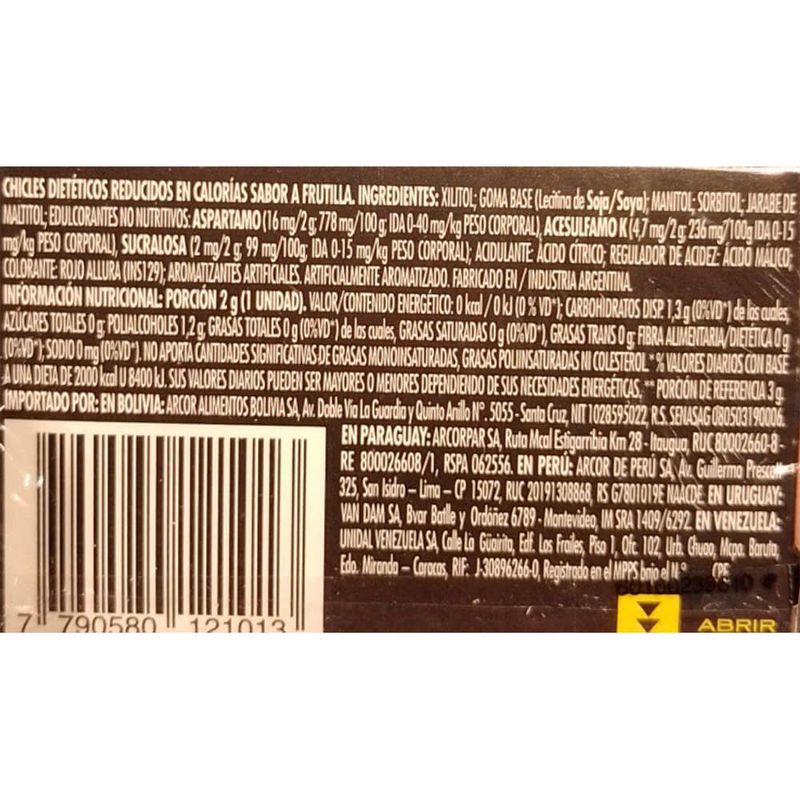 CHICLES DIETÉTICOS REDUCIDOS EN CALORÍAS SABOR A FRUTILLA. INGREDIENTES: XILITOL; GOMA BASE (Lecitina de Soja/Soya); MANITOL; SORBITOL; JARABE DE
MALTITOL; EDULCORANTES NO NUTRITIVOS: ASPARTAMO (16 mg/2 g; 778 mg/100 g; IDA 0-40 mg/kg PESO CORPORAL), ACESULFAMO K (4,7 mg/2 g; 236 mg/100g IDA 0-15
mg/kg PESO CORPORAL), SUCRALOSA (2 mg/2 g; 99 mg/100g; IDA 0-15 mg/kg PESO CORPORAL); ACIDULANTE: ÁCIDO CÍTRICO; REGULADOR DE ACIDEZ: ÁCIDO MÁLICO;
COLORANTE: ROJO ALLURA (INS129); AROMATIZANTES ARTIFICIALES. ARTIFICIALMENTE AROMATIZADO. FABRICADO EN / INDUSTRIA ARGENTINA.
INFORMACIÓN NUTRICIONAL: PORCIÓN 2 g (1 UNIDAD). VALOR/CONTENIDO ENERGÉTICO: 0 kcal / 0 kJ (0 % VD*); CARBOHIDRATOS DISP. 1,3 g (0%VD*) de los cuales,
AZÚCARES TOTALES 0 g; POLIALCOHOLES 1,2 g; GRASAS TOTALES 0 g (0%VD*) de las cuales, GRASAS SATURADAS 0 g (0%VD*), GRASAS TRANS 0 g; FIBRA ALIMENTARIA/DIETÉTICA 0 g
(0%VD*); SODIO 0 mg (0%VD*). NO APORTA CANTIDADES SIGNIFICATIVAS DE GRASAS MONOINSATURADAS, GRASAS POLIINSATURADAS NI COLESTEROL. *% VALORES DIARIOS CON BASE
A UNA DIETA DE 2000 kcal U 8400 kJ. SUS VALORES DIARIOS PUEDEN SER MAYORES O MENORES DEPENDIENDO DE SUS NECESIDADES ENERGÉTICAS. **PORCIÓN DE REFERENCIA 3 g.
IMPORTADO POR: EN BOLIVIA: ARCOR ALIMENTOS BOLIVIA SA, Av. Doble Vía La Guardia y Quinto Anillo N°. 5055 - Santa Cruz, NIT 1028595022, R.S. SENASAG 080503190006.
EN PARAGUAY: ARCORPAR SA, Ruta Mcal Estigarribia Km 28 - Itaugua, RUC 80002660-8-
RE 800026608/1, RSPA 062556. EN PERÚ: ARCOR DE PERÚ SA, Av. Guillermo Prescott
325, San Isidro - Lima - CP 15072, RUC 20191308868, RS G7801019E NAACDE. EN URUGUAY:
VAN DAM SA, Bvar Batlle y Ordóñez 6789 - Montevideo, IM SRA 1409/6292. EN VENEZUELA:
UNIDAL VENEZUELA SA, Calle La Güairita, Edf. Los Frailes, Piso 1, Ofc. 102, Urb. Chuao, Mcpo. Baruta,
Edo. Miranda - Caracas, RIF: J-30896266-0, Registrado en el MPPS bajo el N.° CPE
7 790580 121013
ABRIR